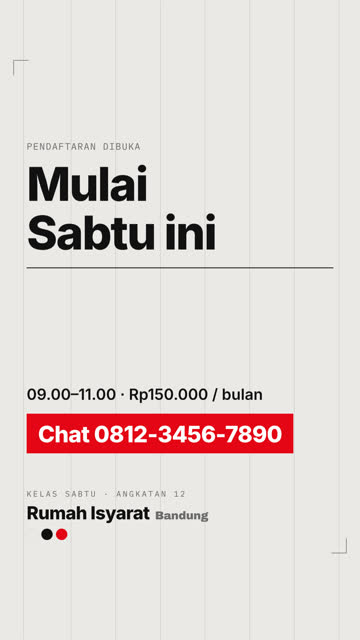 PENDAFTARAN DIBUKA
Mulai
Sabtu ini
09.00–11.00 · Rp150.000 / bulan
Chat 0812-3456-7890
KELAS SABTU · ANGKATAN 12
Rumah Isyarat Bandung